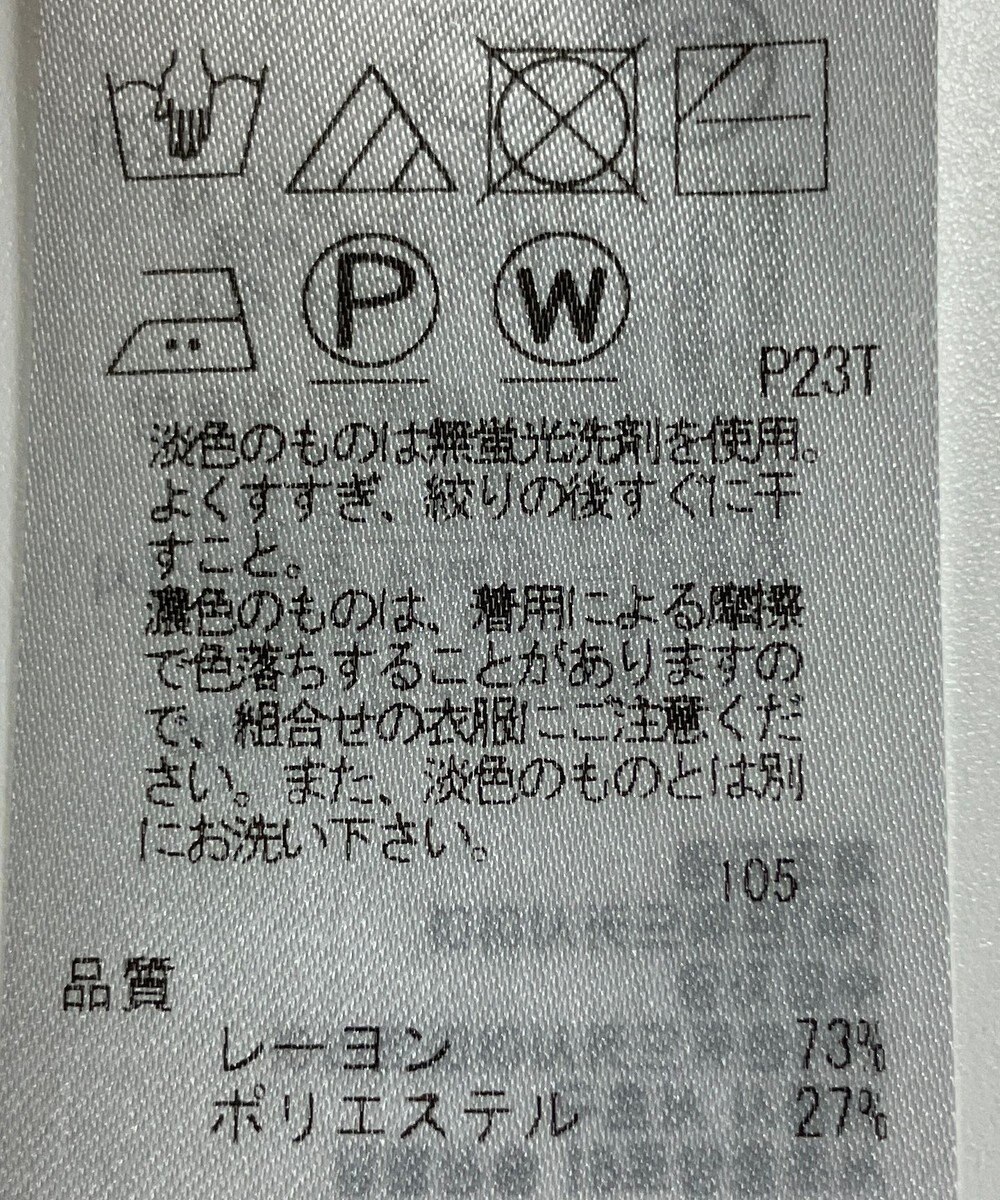 P W
P23T
淡色のものは無蛍光洗剤を使用。
よくすすぎ、絞りの後すぐに干
すこと。
濃色のものは、着用による摩擦
で色落ちすることがありますの
で、組合せの衣服にご注意くだ
さい。また、淡色のものとは別
にお洗い下さい。
105
品質
レーヨン 73%
ポリエステル 27%